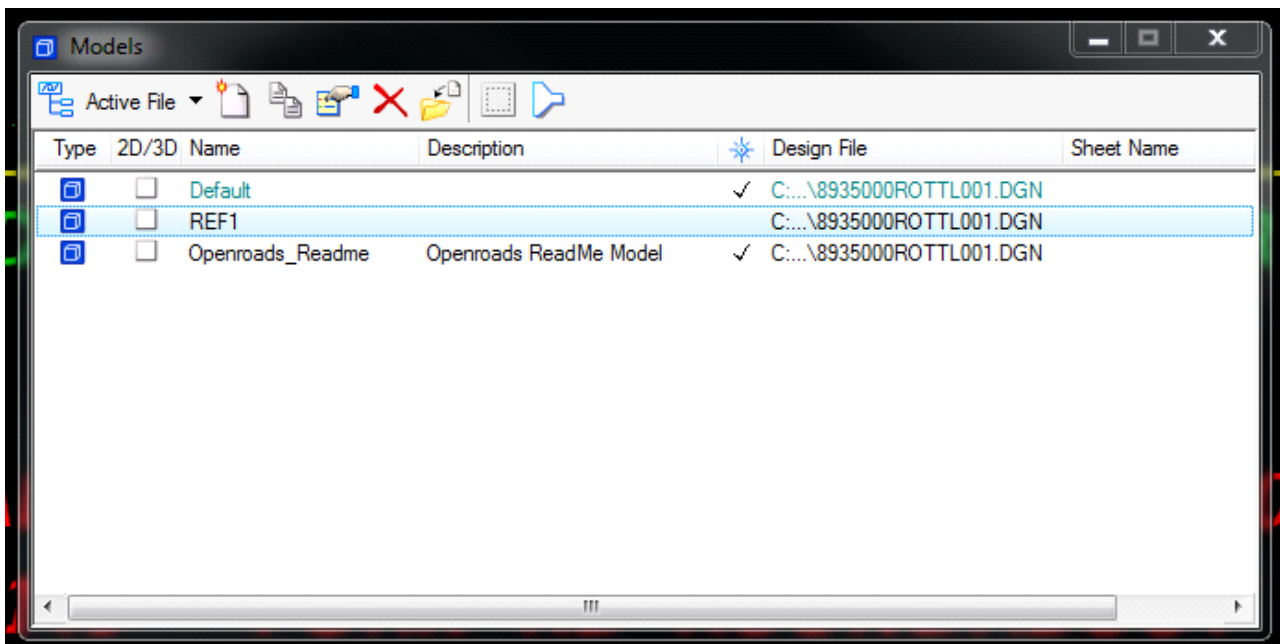 Models
Active File
Type 2D/3D Name Description Design File Sheet Name
Default C:...\8935000ROTTL001.DGN
REF1 C:...\8935000ROTTL001.DGN
Openroads_Readme Openroads ReadMe Model C:...\8935000ROTTL001.DGN